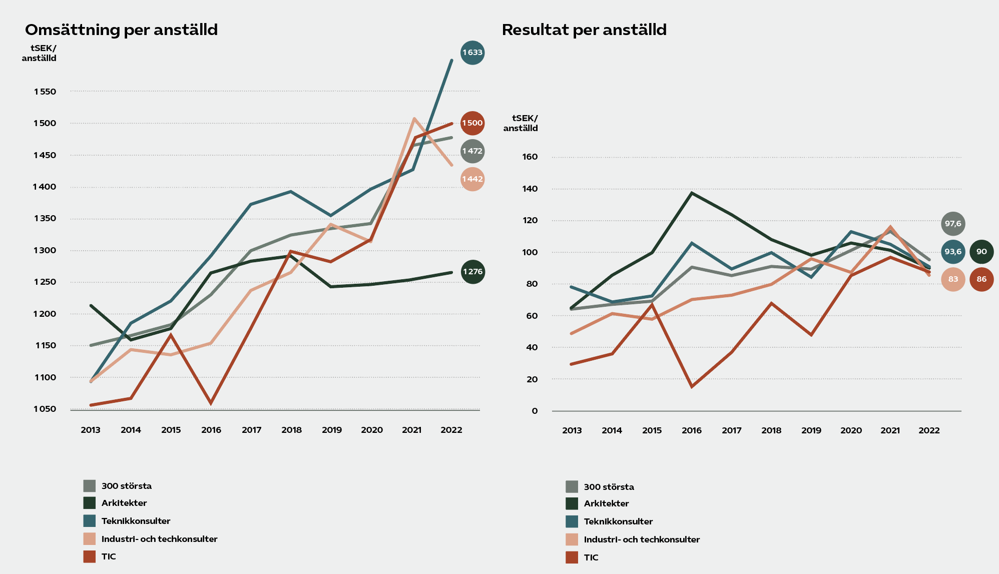 Omsättning per anställd
tSEK/
anställd
1 550
1 500
1 450
1 400
1 350
1 300
1 250
1 200
1 150
1 100
1 050
1 633
1 500
1 472
1 442
1 276
2013 2014 2015 2016 2017 2018 2019 2020 2021 2022
300 största
Arkitekter
Teknikkonsulter
Industri- och techkonsulter
TIC
Resultat per anställd
tSEK/
anställd
160
140
120
100
80
60
40
20
0
97,6
93,6 90
83 86
2013 2014 2015 2016 2017 2018 2019 2020 2021 2022
300 största
Arkitekter
Teknikkonsulter
Industri- och techkonsulter
TIC